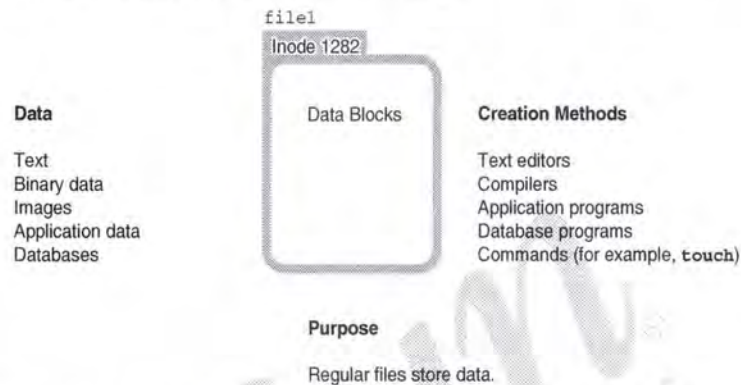 file1
Inode 1282
Data
Text
Binary data
Images
Application data
Databases
Data Blocks
Creation Methods
Text editors
Compilers
Application programs
Database programs
Commands (for example, touch)
Purpose
Regular files store data.